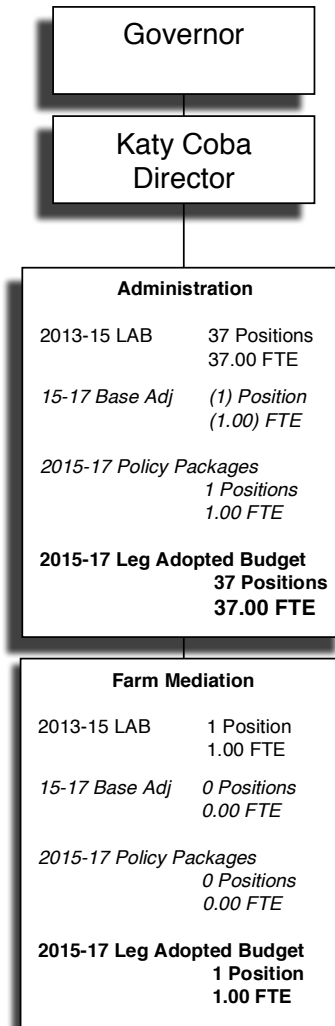 Governor
Katy Coba
Director
Administration
2013-15 LAB 37 Positions
37.00 FTE
15-17 Base Adj (1) Position
(1.00) FTE
2015-17 Policy Packages
1 Positions
1.00 FTE
2015-17 Leg Adopted Budget
37 Positions
37.00 FTE
Farm Mediation
2013-15 LAB 1 Position
1.00 FTE
15-17 Base Adj 0 Positions
0.00 FTE
2015-17 Policy Packages
0 Positions
0.00 FTE
2015-17 Leg Adopted Budget
1 Position
1.00 FTE